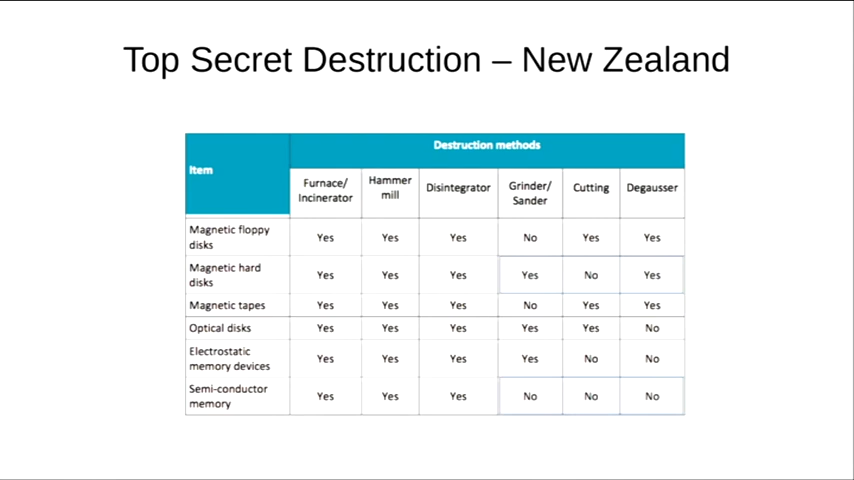 Top Secret Destruction – New Zealand
Item
Destruction methods
Furnace/ Incinerator
Hammer mill
Disintegrator
Grinder/ Sander
Cutting
Degausser
Magnetic floppy disks Yes Yes Yes No Yes Yes
Magnetic hard disks Yes Yes Yes Yes No Yes
Magnetic tapes Yes Yes Yes No Yes Yes
Optical disks Yes Yes Yes Yes Yes No
Electrostatic memory devices Yes Yes Yes Yes No No
Semi-conductor memory Yes Yes Yes No No No